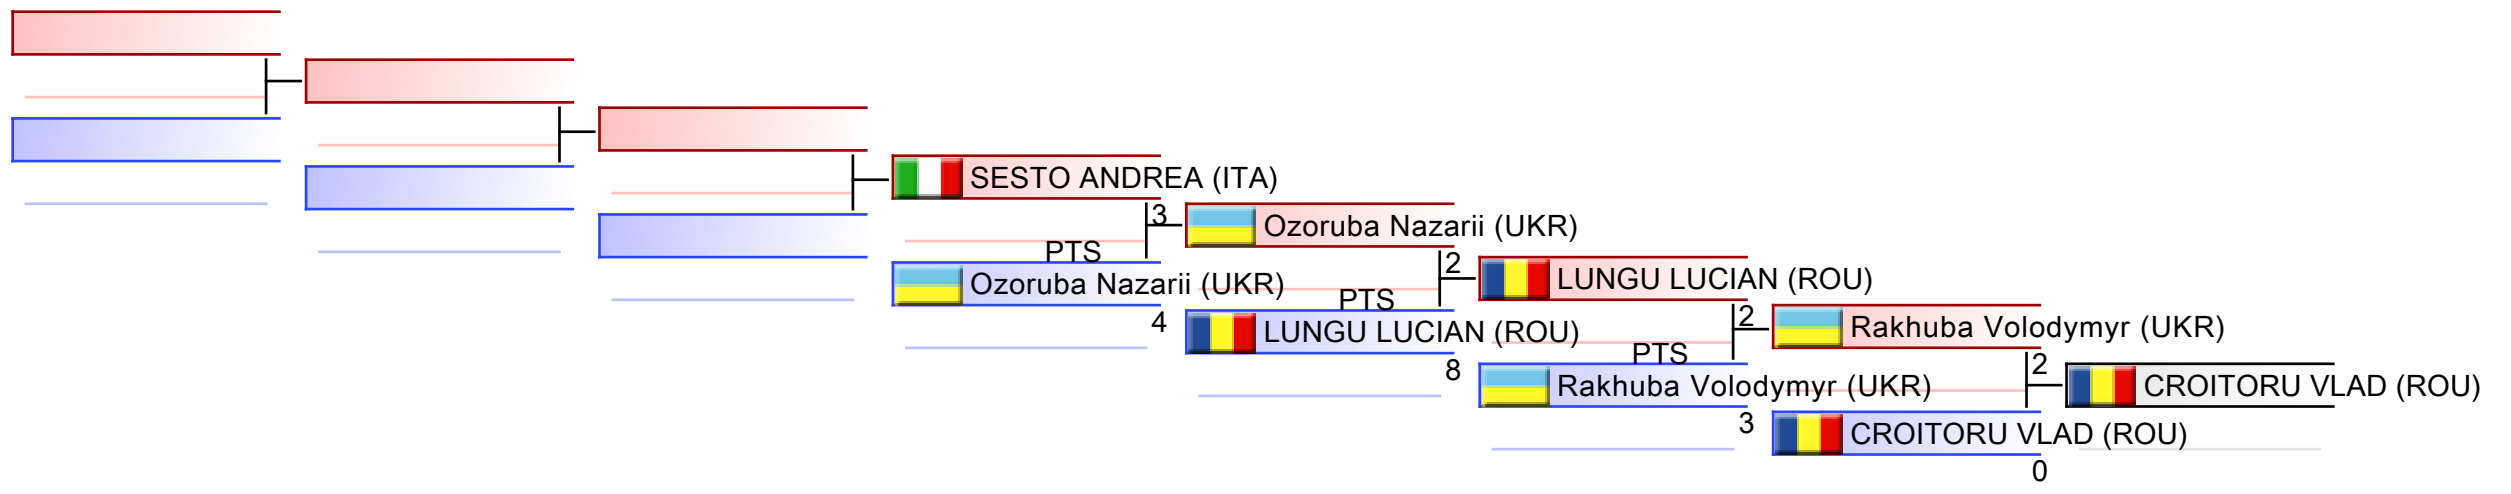 SESTO ANDREA (ITA)
3
PTS
Ozoruba Nazarii (UKR)
4
Ozoruba Nazarii (UKR)
2
PTS
LUNGU LUCIAN (ROU)
8
LUNGU LUCIAN (ROU)
2
PTS
Rakhuba Volodymyr (UKR)
3
Rakhuba Volodymyr (UKR)
2
CROITORU VLAD (ROU)
0
CROITORU VLAD (ROU)